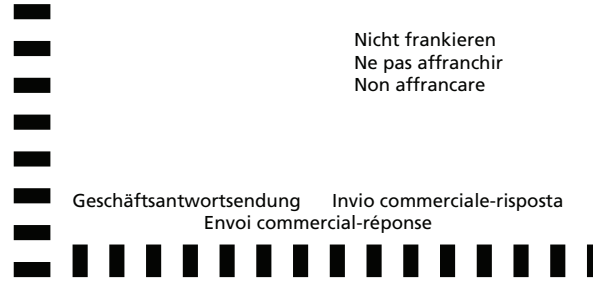 Nicht frankieren
Ne pas affranchir
Non affrancare
Geschäftsantwortsendung Invio commerciale-risposta
Envoi commercial-réponse